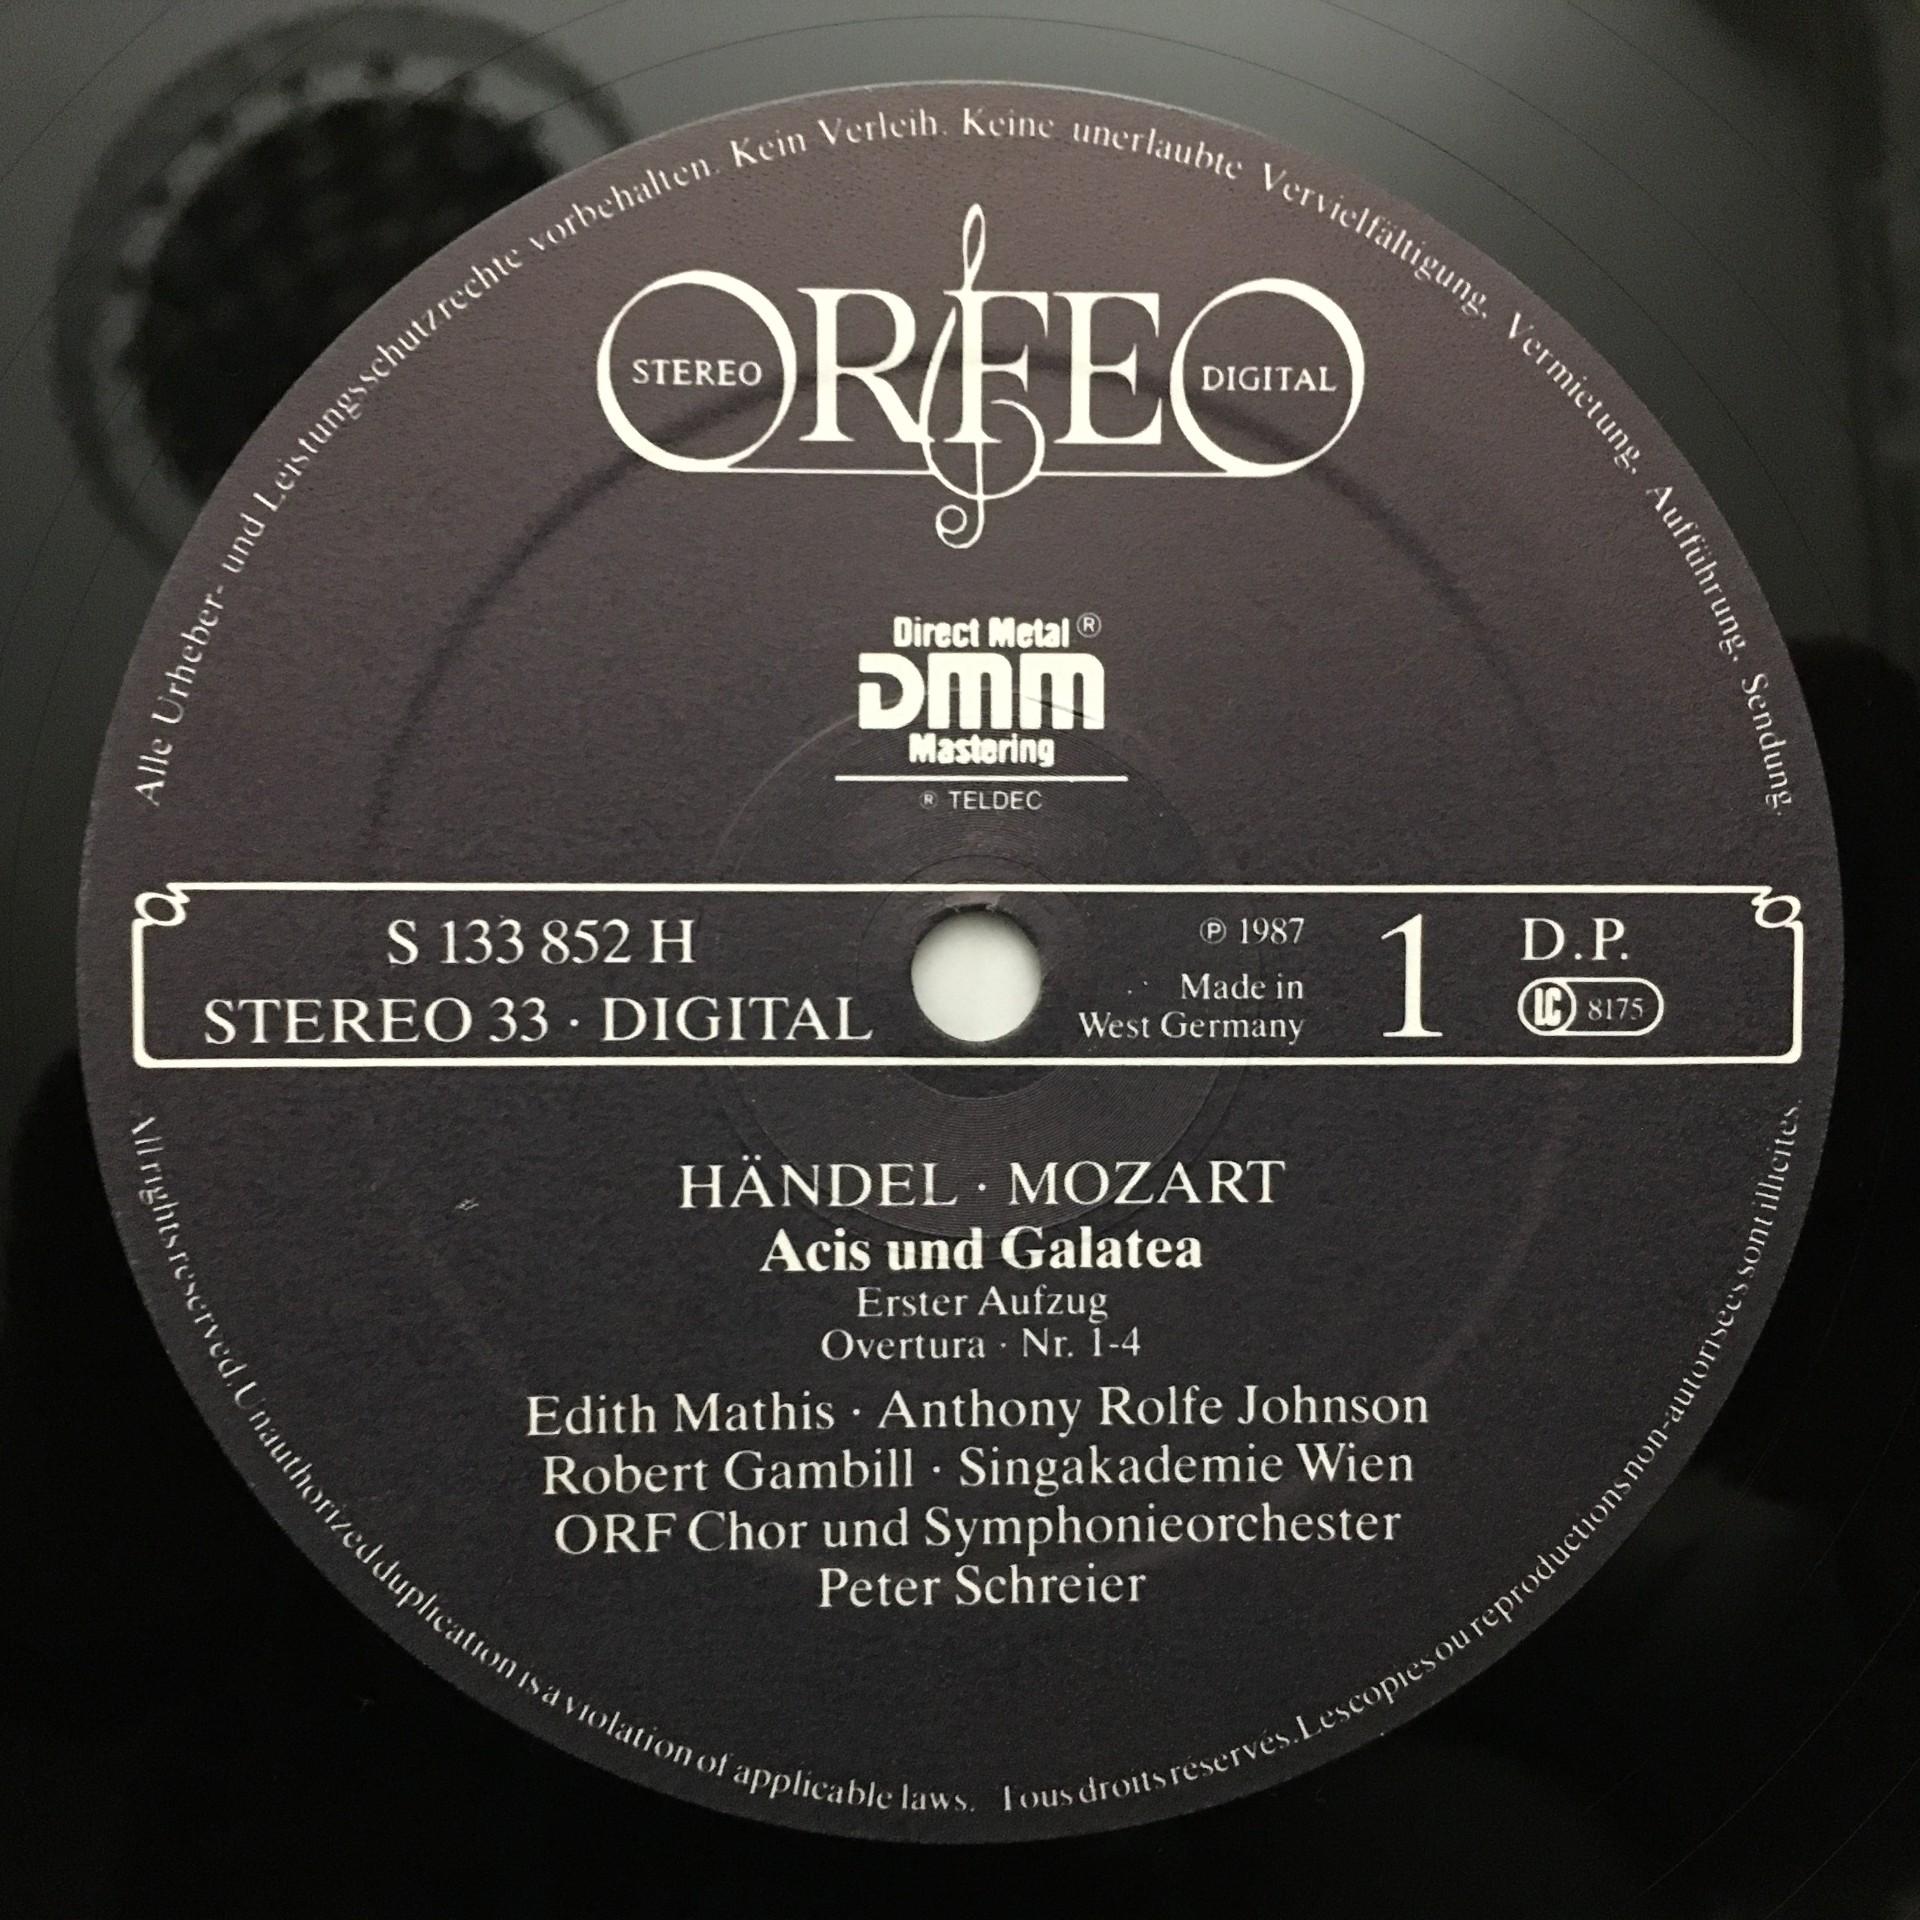 Alle Urheber- und Leistungsschutzrechte vorbehalten. Kein Verleih. Keine unerlaubte Vervielfältigung, Vermietung, Aufführung, Sendung.
ORFEO
STEREO
DIGITAL
Direct Metal ®
DMM
Mastering
® TELDEC
S 133 852 H
STEREO 33 · DIGITAL
℗ 1987
Made in
West Germany
1
D.P.
LC 8175
HÄNDEL · MOZART
Acis und Galatea
Erster Aufzug
Overtura · Nr. 1-4
Edith Mathis · Anthony Rolfe Johnson
Robert Gambill · Singakademie Wien
ORF Chor und Symphonieorchester
Peter Schreier
All rights reserved. Unauthorized duplication is a violation of applicable laws. Tous droits réservés. Les copies ou reproductions non-autorisées sont illicites.